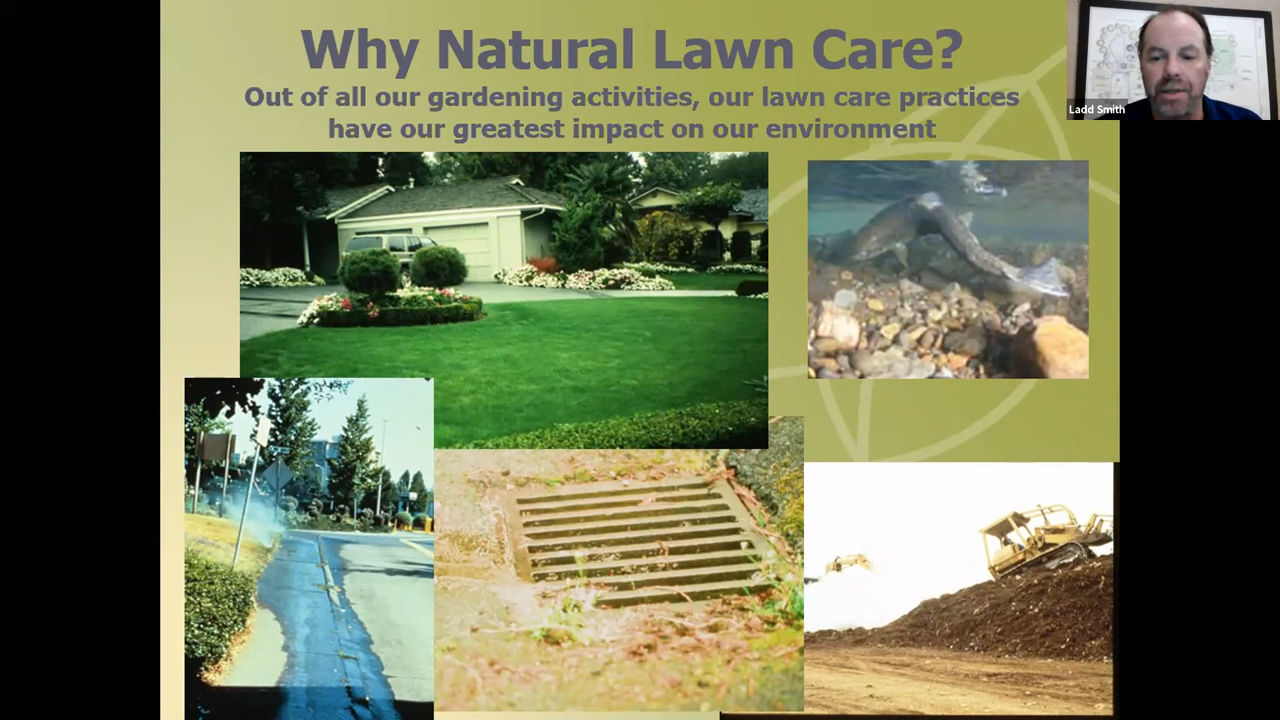 Why Natural Lawn Care?
Out of all our gardening activities, our lawn care practices
have our greatest impact on our environment
Ladd Smith